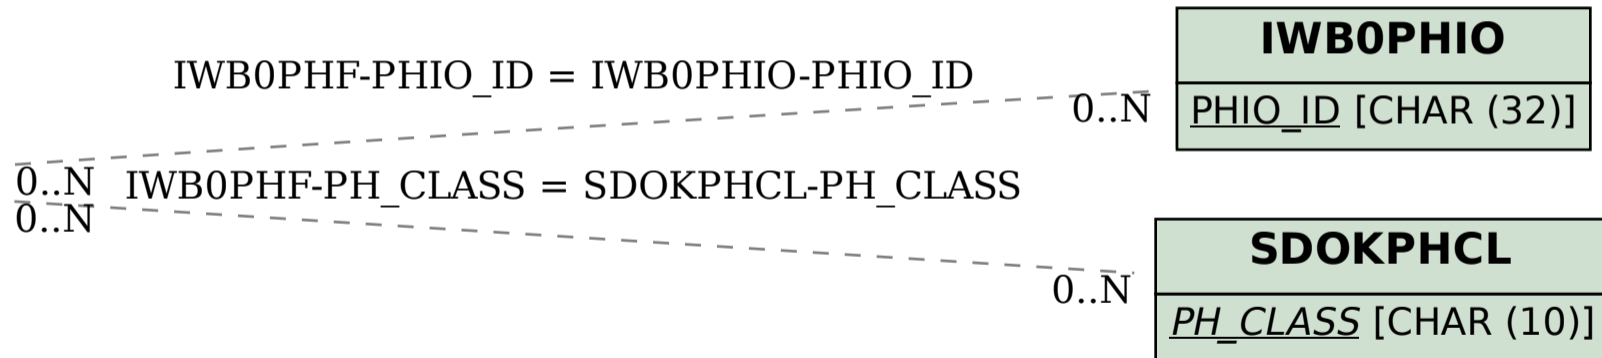 IWB0PHIO
IWB0PHF-PHIO_ID = IWB0PHIO-PHIO_ID
0..N
PHIO_ID [CHAR (32)]
0..N
IWB0PHF-PH_CLASS = SDOKPHCL-PH_CLASS
0..N
SDOKPHCL
0..N
PH_CLASS [CHAR (10)]